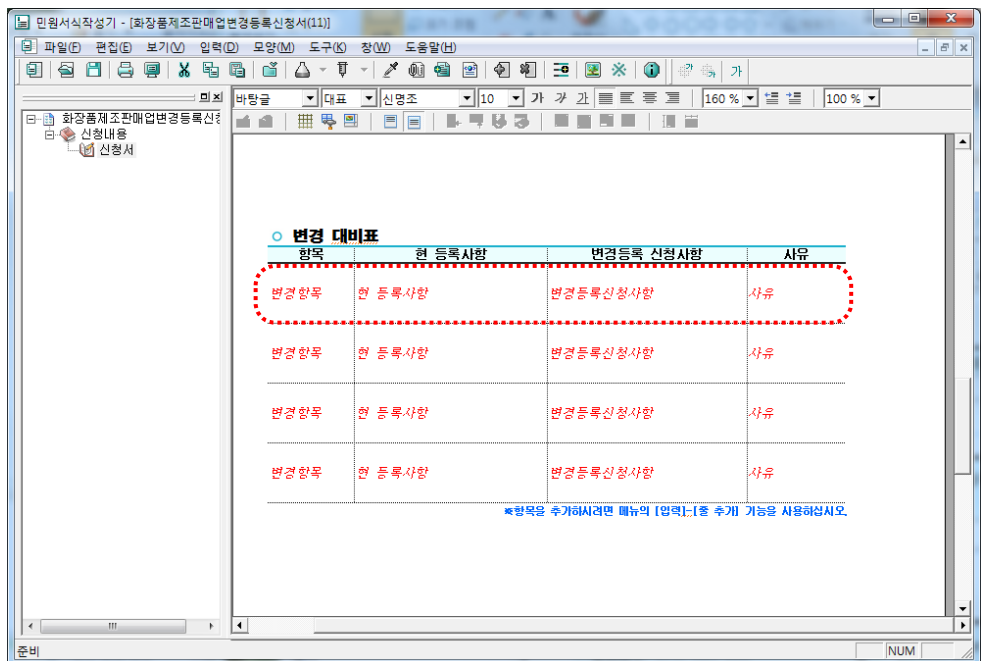 민원서식작성기 - [화장품제조판매업변경등록신청서(11)]
파일(F) 편집(E) 보기(V) 입력(D) 모양(M) 도구(K) 창(W) 도움말(H)
바탕글 대표 신명조 10 가 가 가 160 % 100 %
화장품제조판매업변경등록신청
신청내용
신청서
변경 대비표
항목 현 등록사항 변경등록 신청사항 사유
변경항목 현 등록사항 변경등록신청사항 사유
변경항목 현 등록사항 변경등록신청사항 사유
변경항목 현 등록사항 변경등록신청사항 사유
변경항목 현 등록사항 변경등록신청사항 사유
※항목을 추가하시려면 메뉴의 [입력]-[줄 추가] 기능을 사용하십시오.
준비 NUM